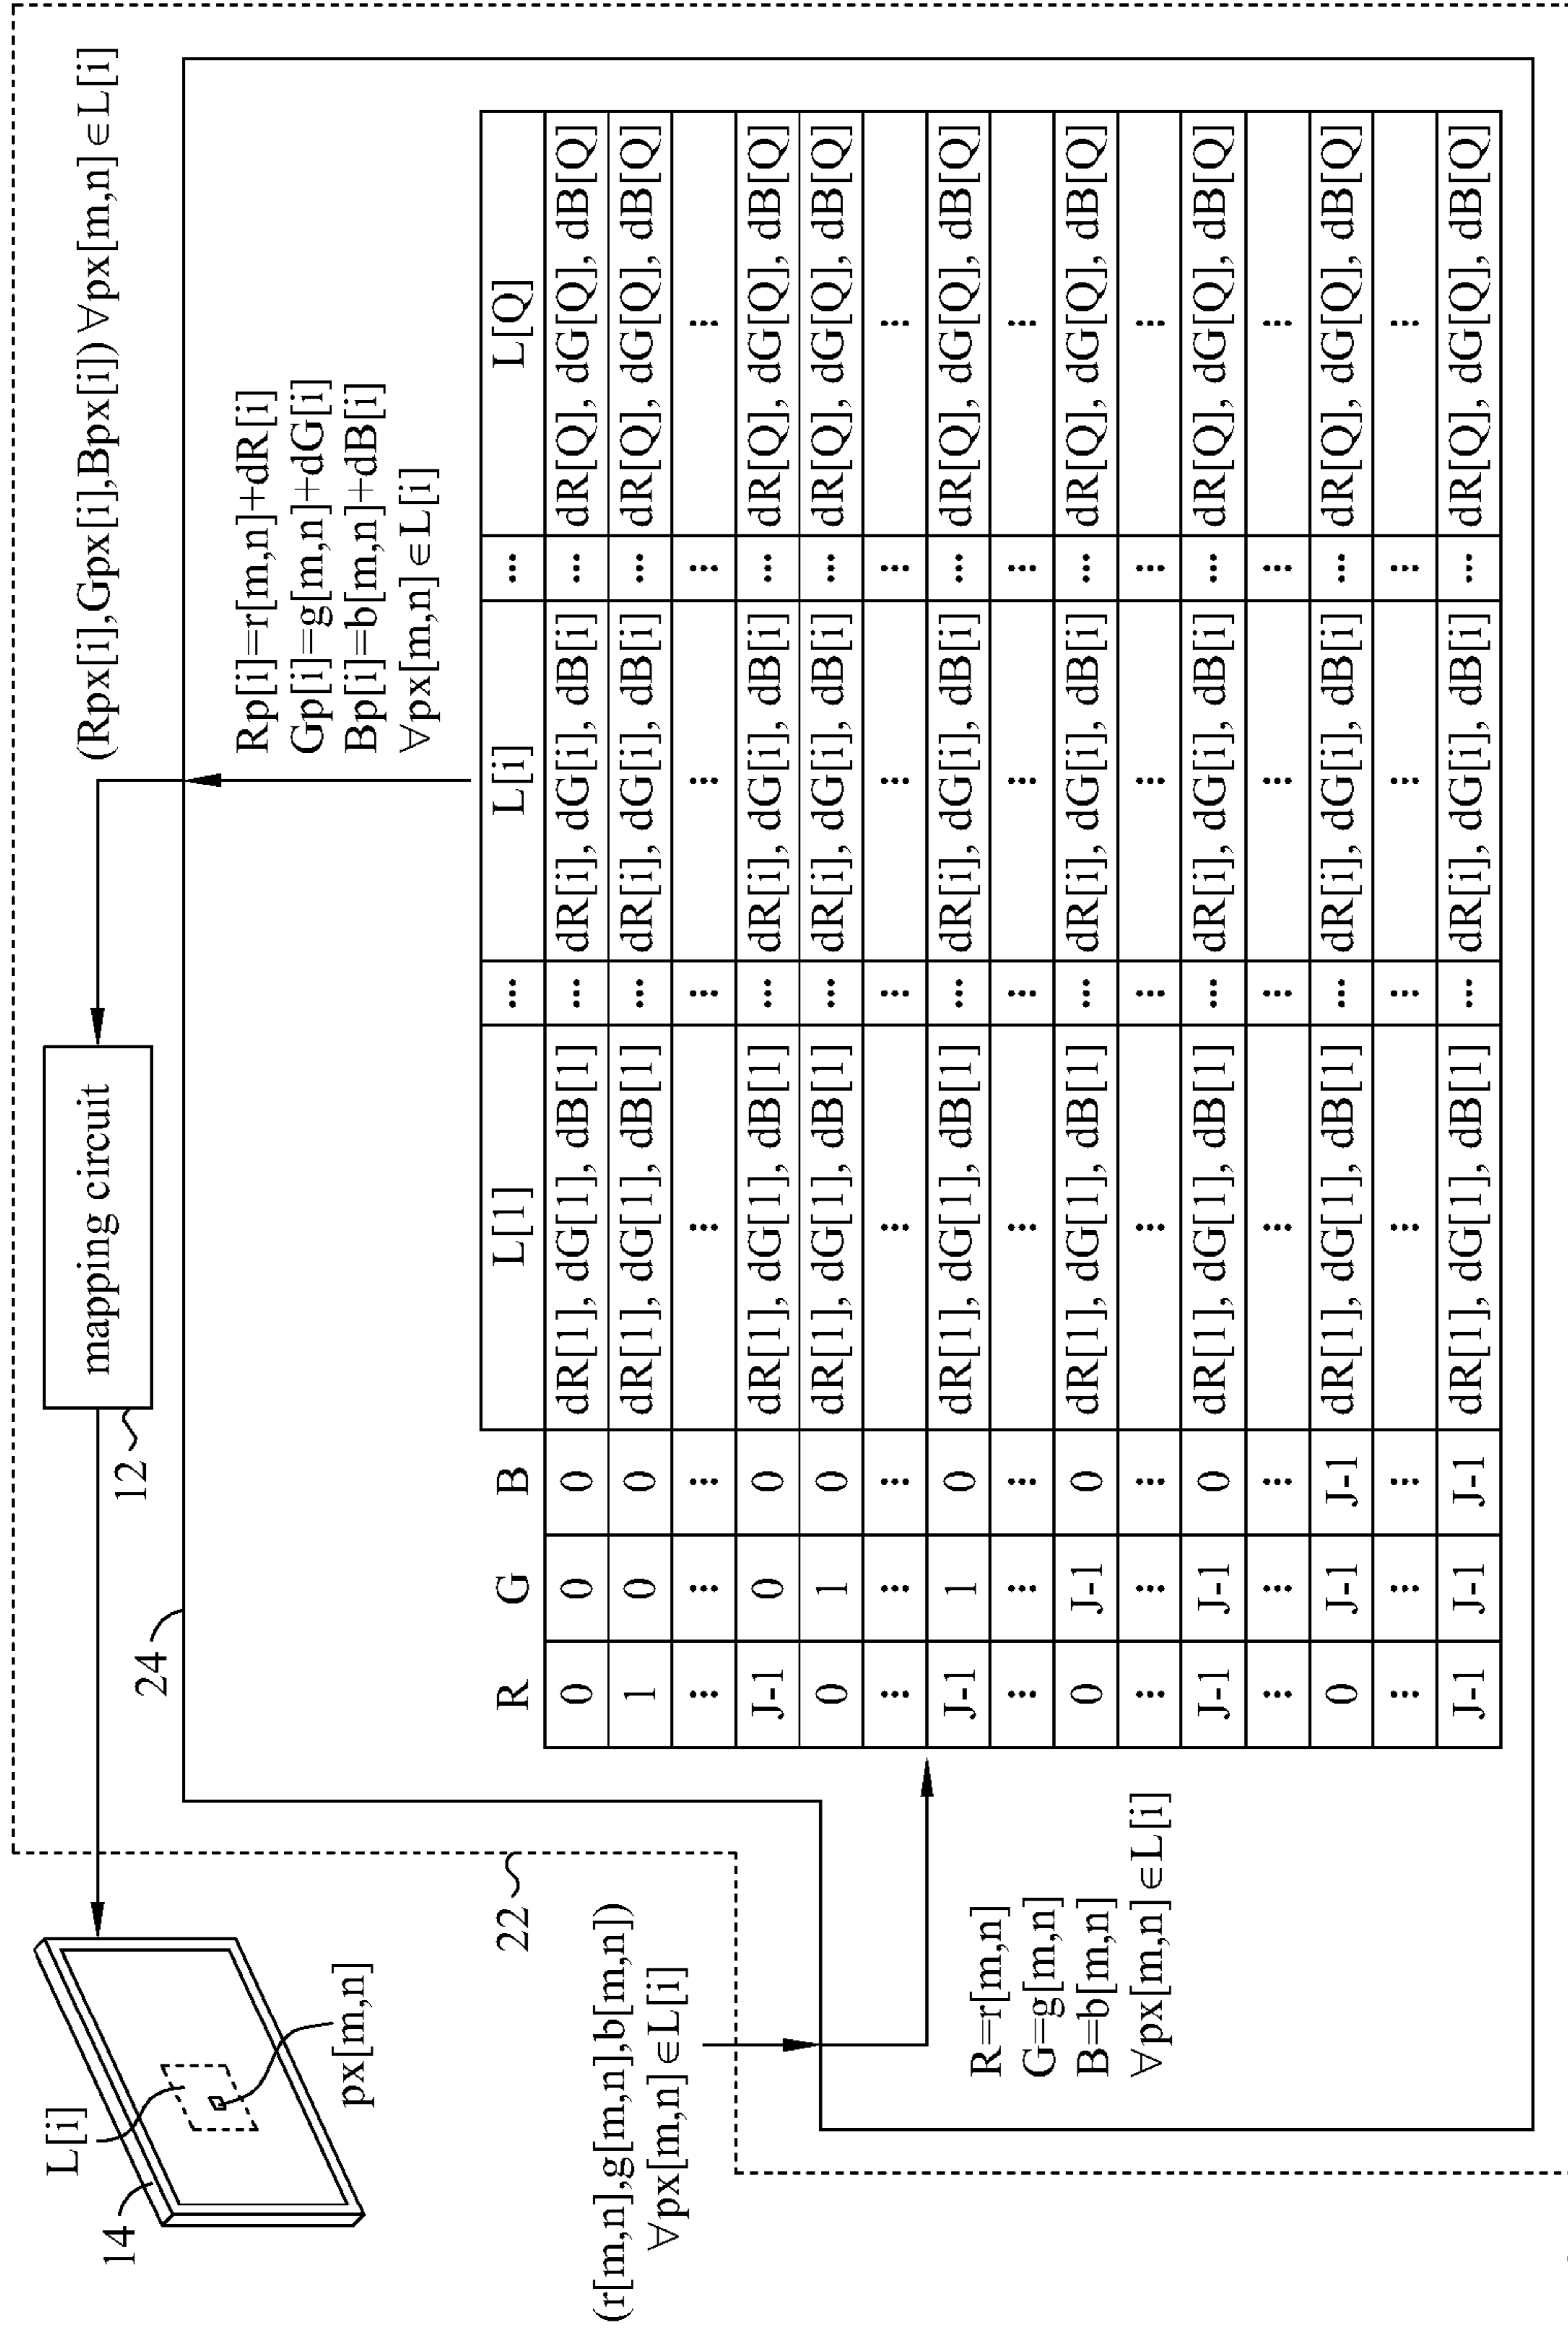 L[i]
14
px[m,n]
mapping circuit
12
(Rpx[i],Gpx[i],Bpx[i]) ∀px[m,n]∈L[i]
24
Rp[i]=r[m,n]+dR[i]
Gp[i]=g[m,n]+dG[i]
Bp[i]=b[m,n]+dB[i]
∀px[m,n]∈L[i]
22
(r[m,n],g[m,n],b[m,n])
∀px[m,n]∈L[i]
R=r[m,n]
G=g[m,n]
B=b[m,n]
∀px[m,n]∈L[i]
R G B L[1] ... L[i] ... L[Q]
0 0 0 dR[1], dG[1], dB[1] ... dR[i], dG[i], dB[i] ... dR[Q], dG[Q], dB[Q]
1 0 0 dR[1], dG[1], dB[1] ... dR[i], dG[i], dB[i] ... dR[Q], dG[Q], dB[Q]
⋮ ⋮ ⋮ ⋮ ⋮ ⋮ ⋮ ⋮
J-1 0 0 dR[1], dG[1], dB[1] ... dR[i], dG[i], dB[i] ... dR[Q], dG[Q], dB[Q]
0 1 0 dR[1], dG[1], dB[1] ... dR[i], dG[i], dB[i] ... dR[Q], dG[Q], dB[Q]
⋮ ⋮ ⋮ ⋮ ⋮ ⋮ ⋮ ⋮
J-1 1 0 dR[1], dG[1], dB[1] ... dR[i], dG[i], dB[i] ... dR[Q], dG[Q], dB[Q]
⋮ ⋮ ⋮ ⋮ ⋮ ⋮ ⋮ ⋮
0 J-1 0 dR[1], dG[1], dB[1] ... dR[i], dG[i], dB[i] ... dR[Q], dG[Q], dB[Q]
⋮ ⋮ ⋮ ⋮ ⋮ ⋮ ⋮ ⋮
J-1 J-1 0 dR[1], dG[1], dB[1] ... dR[i], dG[i], dB[i] ... dR[Q], dG[Q], dB[Q]
⋮ ⋮ ⋮ ⋮ ⋮ ⋮ ⋮ ⋮
0 J-1 J-1 dR[1], dG[1], dB[1] ... dR[i], dG[i], dB[i] ... dR[Q], dG[Q], dB[Q]
⋮ ⋮ ⋮ ⋮ ⋮ ⋮ ⋮ ⋮
J-1 J-1 J-1 dR[1], dG[1], dB[1] ... dR[i], dG[i], dB[i] ... dR[Q], dG[Q], dB[Q]